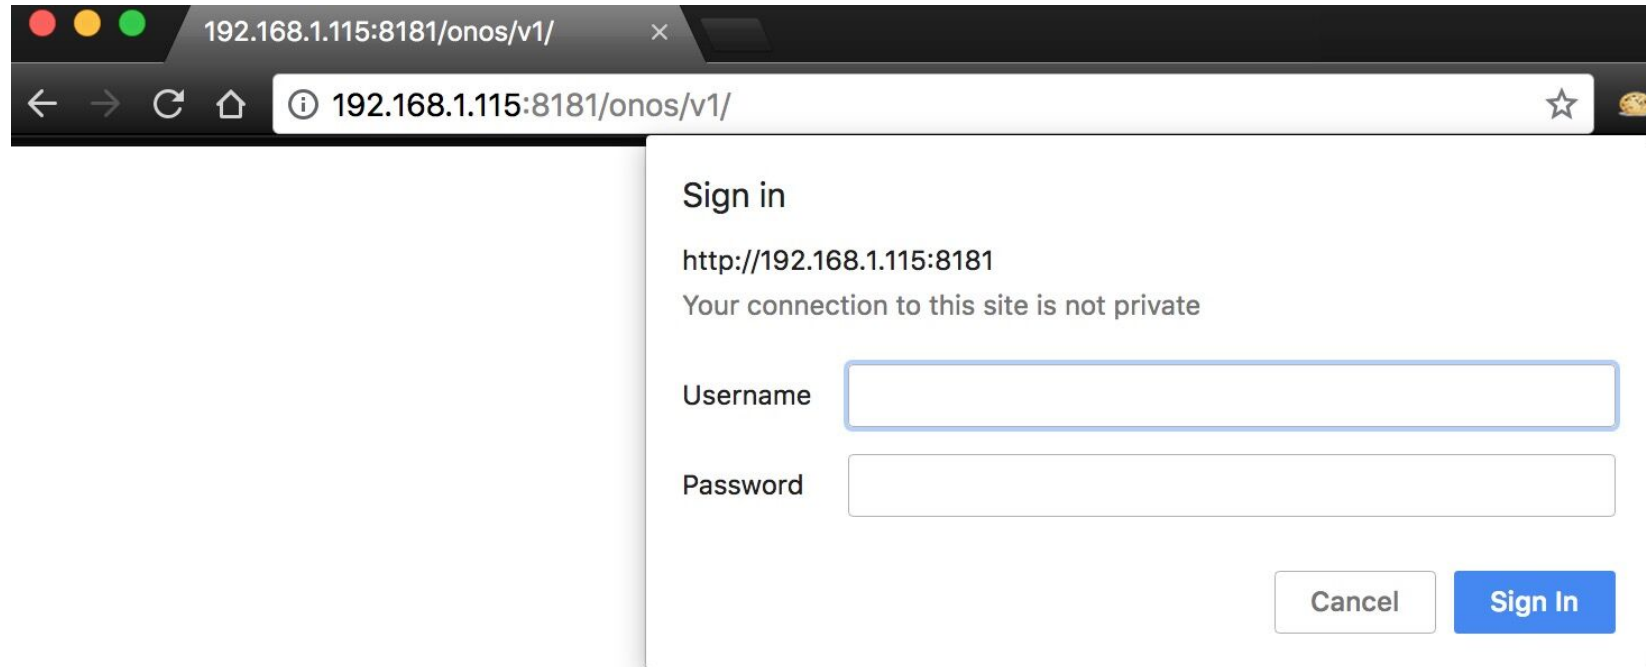 192.168.1.115:8181/onos/v1/
192.168.1.115:8181/onos/v1/
Sign in
http://192.168.1.115:8181
Your connection to this site is not private
Username
Password
Cancel Sign In